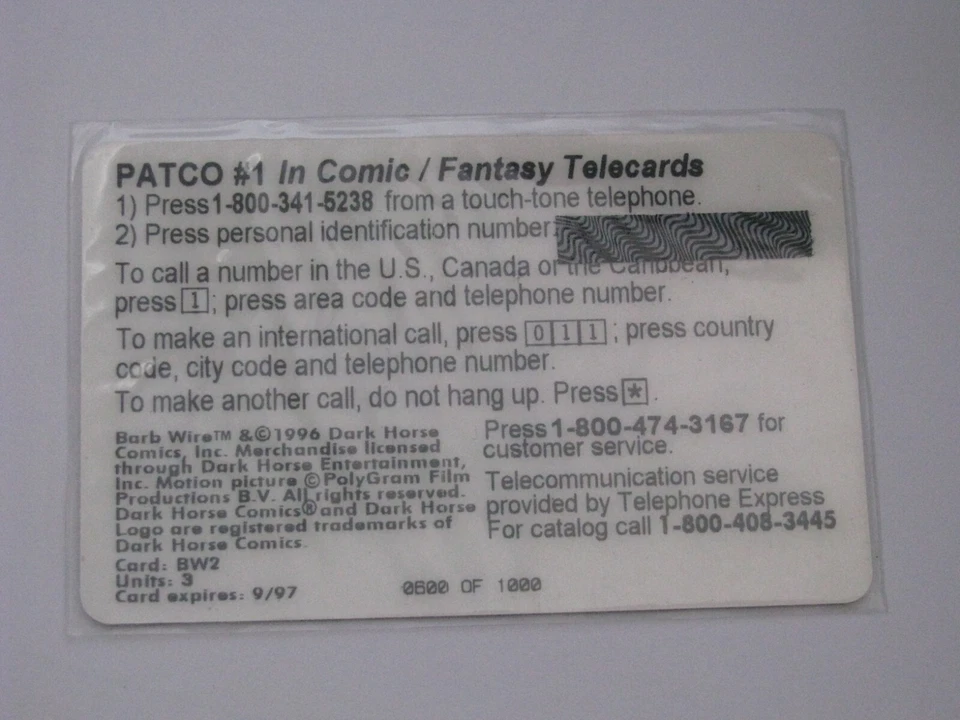 PATCO #1 In Comic / Fantasy Telecards
1) Press 1-800-341-5238 from a touch-tone telephone.
2) Press personal identification number:
To call a number in the U.S., Canada or the Caribbean,
press 1; press area code and telephone number.
To make an international call, press 011; press country
code, city code and telephone number.
To make another call, do not hang up. Press *.
Barb Wire™ &©1996 Dark Horse
Comics, Inc. Merchandise licensed
through Dark Horse Entertainment,
Inc. Motion picture ©PolyGram Film
Productions B.V. All rights reserved.
Dark Horse Comics® and Dark Horse
Logo are registered trademarks of
Dark Horse Comics.
Card: BW2
Units: 3
Card expires: 9/97
Press 1-800-474-3167 for
customer service.
Telecommunication service
provided by Telephone Express
For catalog call 1-800-408-3445
0600 OF 1000